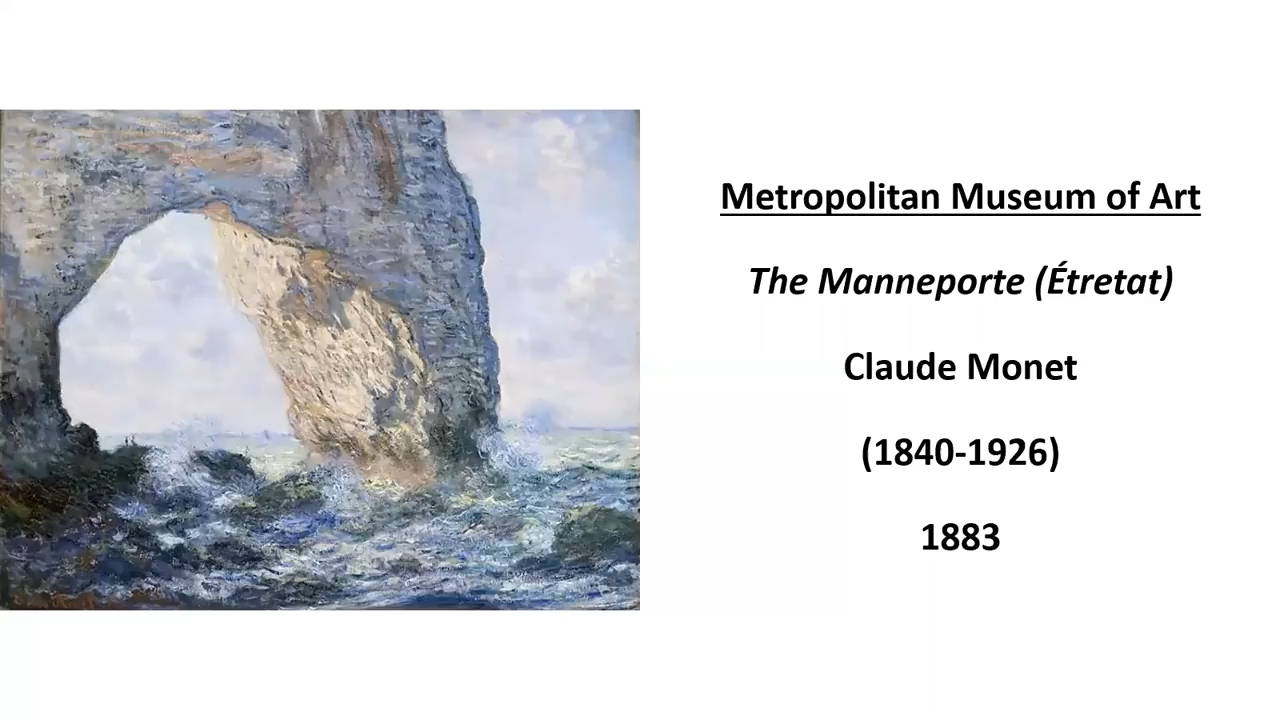 Metropolitan Museum of Art
The Manneporte (Étretat)
Claude Monet
(1840-1926)
1883